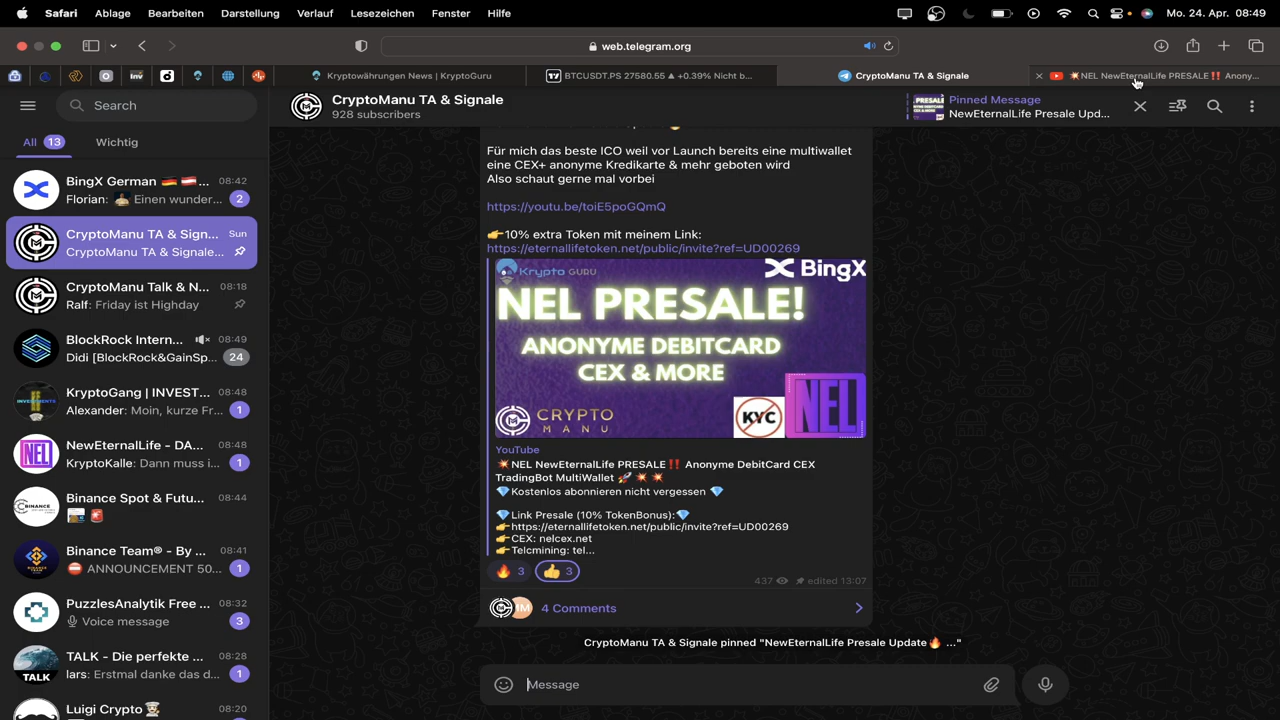 Safari Ablage Bearbeiten Darstellung Verlauf Lesezeichen Fenster Hilfe Mo. 24. Apr. 08:49
web.telegram.org
Inv
Kryptowährungen News | KryptoGuru
BTCUSDT.PS 27580.55 ▲ +0.39% Nicht b...
CryptoManu TA & Signale
💥NEL NewEternalLife PRESALE‼️ Anony...
Search
CryptoManu TA & Signale
928 subscribers
Pinned Message
NewEternalLife Presale Upd...
All 13 Wichtig
BingX German 🇩🇪 🇦🇹... 08:42
Florian: Einen wunder... 2
CryptoManu TA & Sign... Sun
CryptoManu TA & Signale...
CryptoManu Talk & N... 08:18
Ralf: Friday ist Highday
BlockRock Intern... 08:49
Didi [BlockRock&GainSp... 24
KryptoGang | INVEST... 08:48
Alexander: Moin, kurze Fr... 1
INVESTMENTS
NewEternalLife - DA... 08:48
KryptoKalle: Dann muss i... 1
NEL
Binance Spot & Futu... 08:44
🚨
Binance Team® - By ... 08:41
⛔ ANNOUNCEMENT 50... 1
PuzzlesAnalytik Free ... 08:32
Voice message 3
TALK - Die perfekte ... 08:28
lars: Erstmal danke das d... 1
TALK
Luigi Crypto 08:20
Für mich das beste ICO weil vor Launch bereits eine multiwallet
eine CEX+ anonyme Kredikarte & mehr geboten wird
Also schaut gerne mal vorbei
https://youtu.be/toiE5poGQmQ
👉10% extra Token mit meinem Link:
https://eternallifetoken.net/public/invite?ref=UD00269
Krypto GURU
BingX
NEL PRESALE!
ANONYME DEBITCARD
CEX & MORE
CRYPTO
MANU
KYC
NEL
YouTube
💥NEL NewEternalLife PRESALE‼️ Anonyme DebitCard CEX
TradingBot MultiWallet 🚀 💥 💥
💎Kostenlos abonnieren nicht vergessen 💎
💎Link Presale (10% TokenBonus):💎
👉https://eternallifetoken.net/public/invite?ref=UD00269
👉CEX: nelcex.net
👉Telcmining: tel...
🔥 3 👍 3
437 edited 13:07
1M
4 Comments
CryptoManu TA & Signale pinned "NewEternalLife Presale Update🔥 ..."
Message